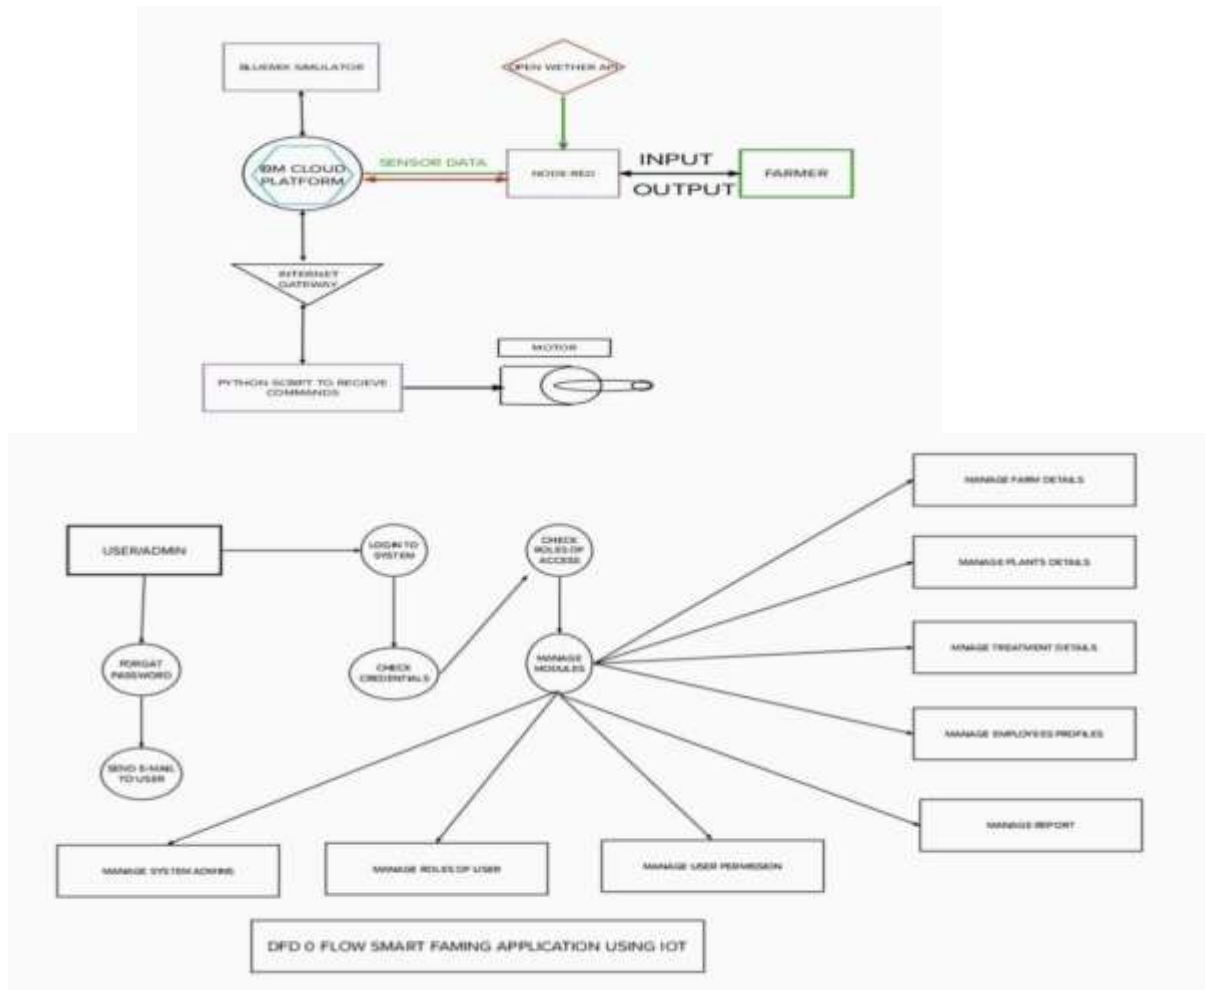 BLUEMIX SIMULATOR
OPEN WETHER API
IBM CLOUD
PLATFORM
SENSOR DATA
NODE-RED
INPUT
OUTPUT
FARMER
INTERNET
GATEWAY
MOTOR
PYTHON SCRIPT TO RECIEVE
COMMANDS
MANAGE FARM DETAILS
USER/ADMIN
LOGIN TO
SYSTEM
CHECK
ROLES OF
ACCESS
MANAGE PLANTS DETAILS
MNAGE TREATMENT DETAILS
FORGAT
PASSWORD
CHECK
CREDENTIALS
MANAGE
MODULES
MANAGE EMPLOYEES PROFILES
SEND E-MAIL
TO USER
MANAGE REPORT
MANAGE SYSTEM ADMINS
MANAGE ROLES OF USER
MANAGE USER PERMISSION
DFD 0 FLOW SMART FAMING APPLICATION USING IOT